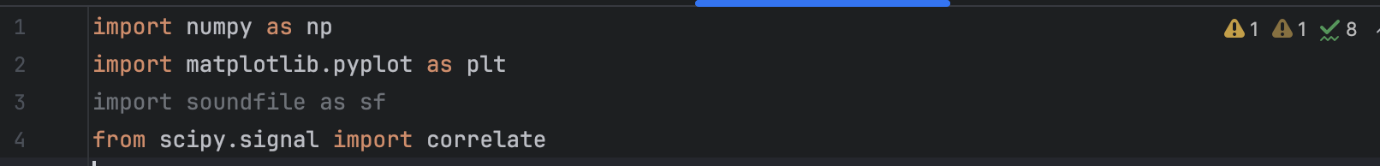 1 import numpy as np 1 1 8
2 import matplotlib.pyplot as plt
3 import soundfile as sf
4 from scipy.signal import correlate